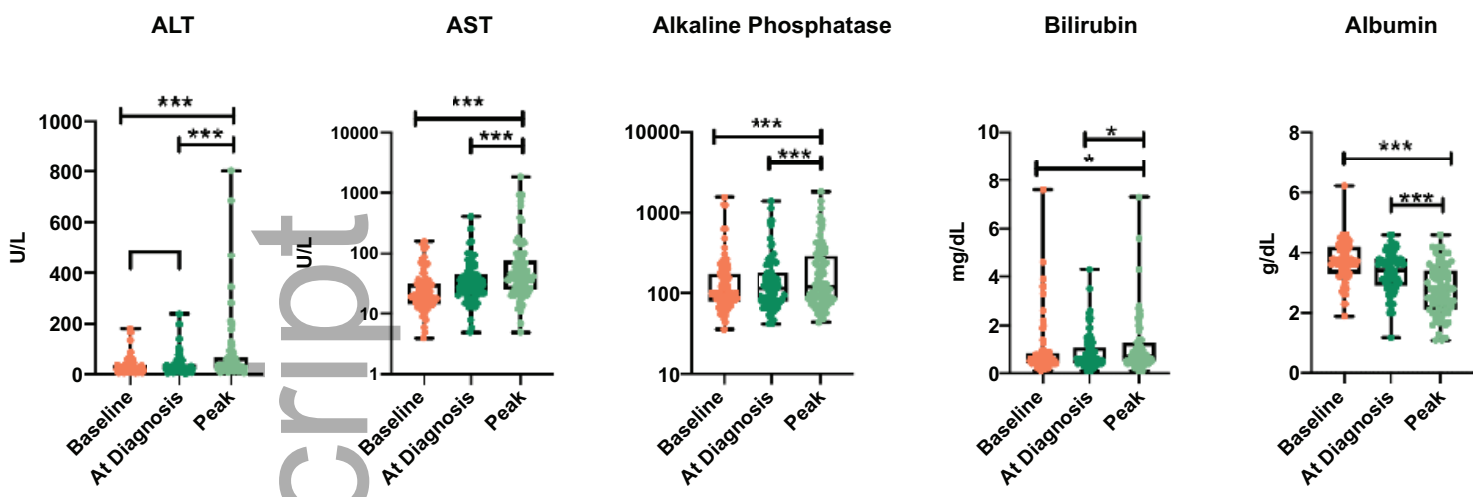 ALT
AST
Alkaline Phosphatase
Bilirubin
Albumin
U/L
1000
800
600
400
200
0
***
***
Baseline
At Diagnosis
Peak
U/L
10000
1000
100
10
1
***
***
Baseline
At Diagnosis
Peak
10000
1000
100
10
***
***
Baseline
At Diagnosis
Peak
mg/dL
10
8
6
4
2
0
*
*
Baseline
At Diagnosis
Peak
g/dL
8
6
4
2
0
***
***
Baseline
At Diagnosis
Peak
cript